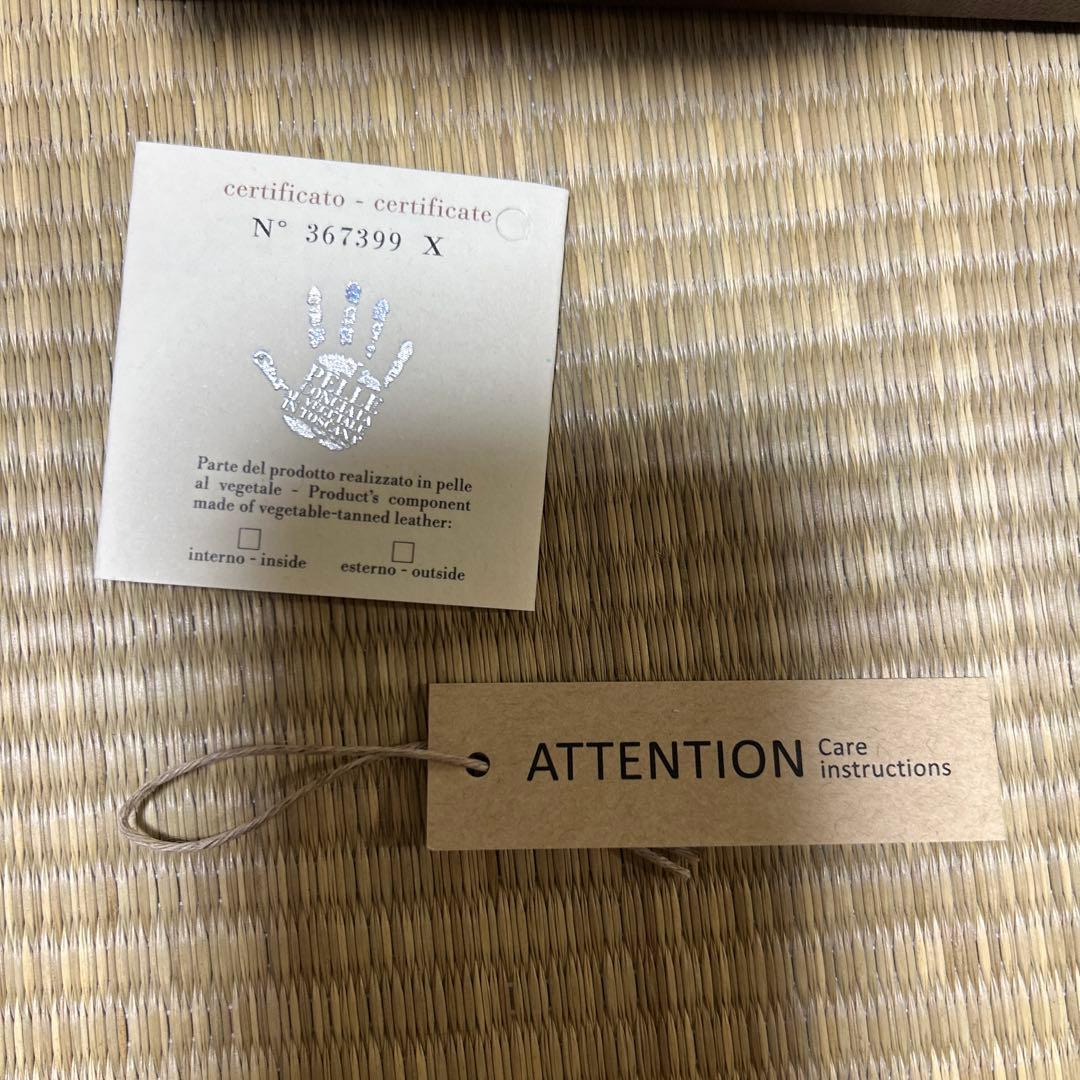 certificato - certificate
N° 367399 X
PELLE
CONCIATA
AL VEGETALE
IN TOSCANA
Parte del prodotto realizzato in pelle
al vegetale - Product's component
made of vegetable-tanned leather:
interno - inside
esterno - outside
ATTENTION
Care
instructions